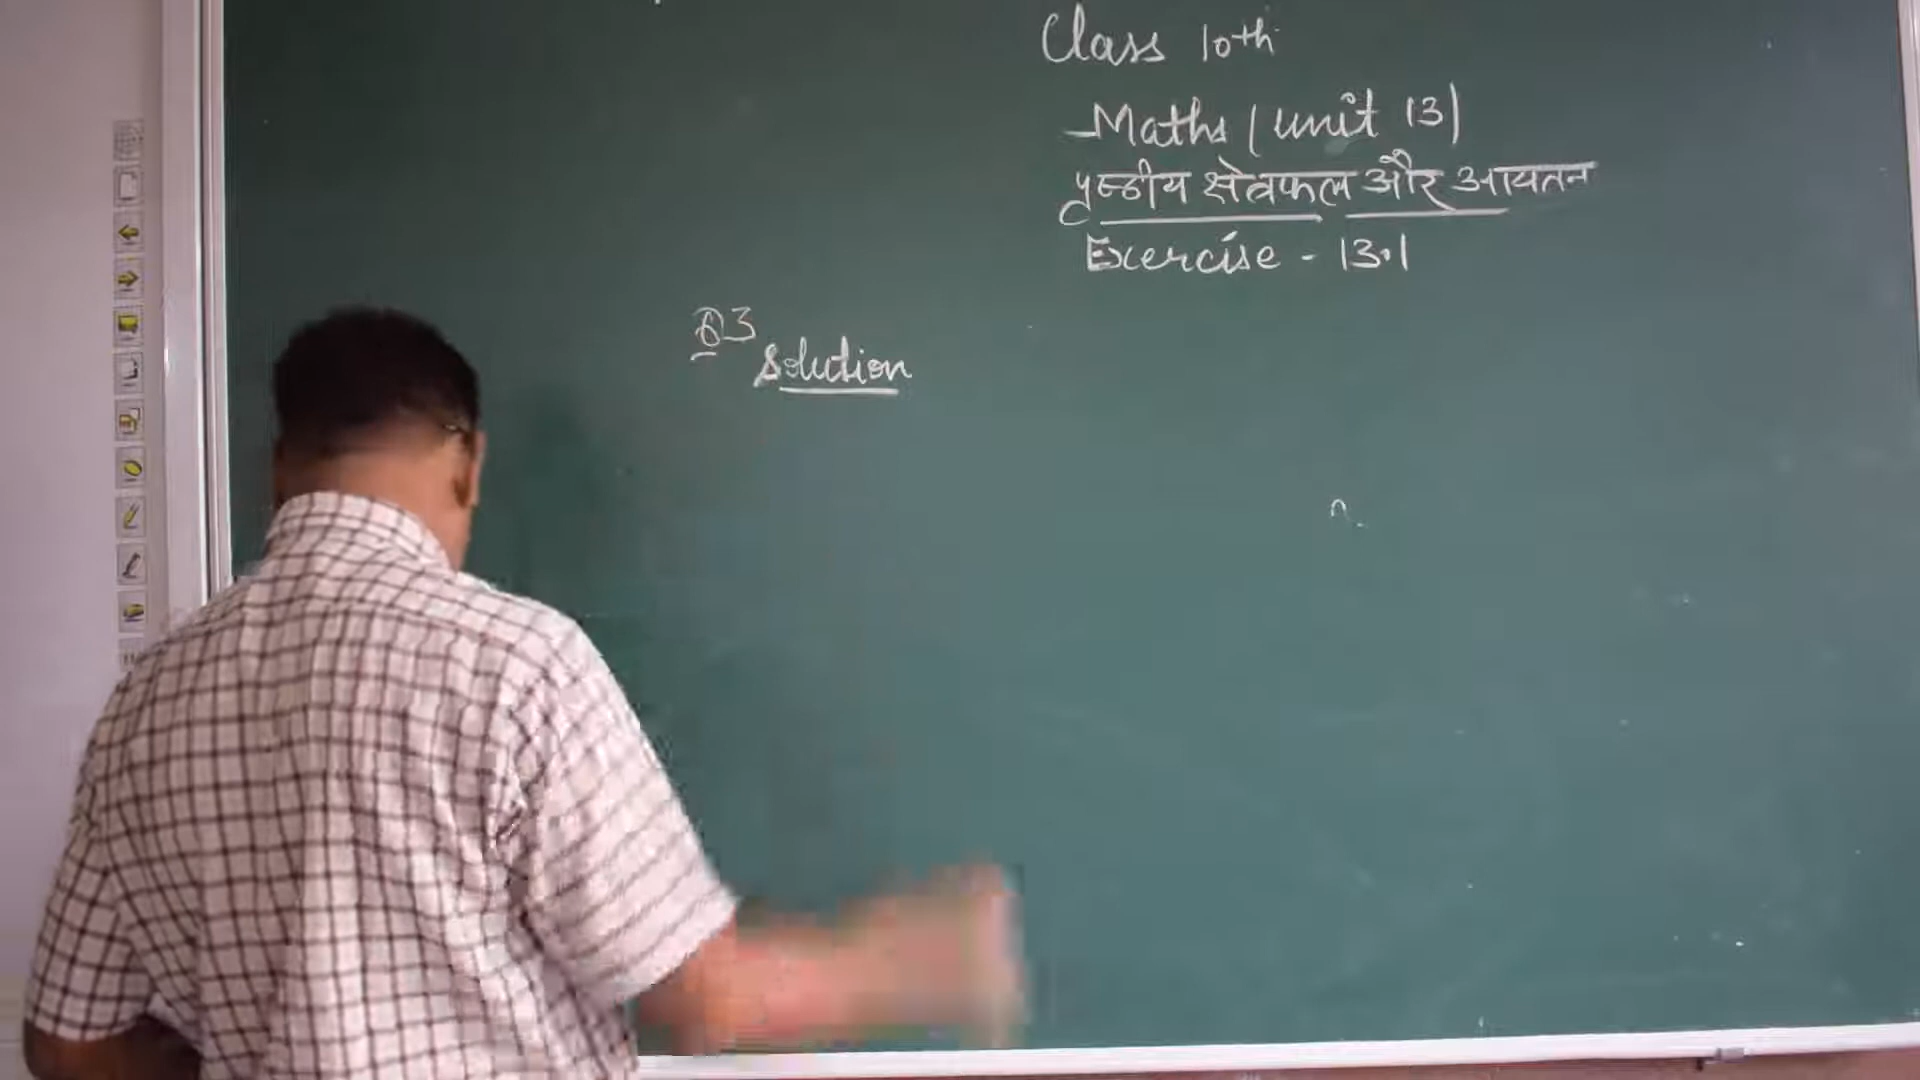 Class 10th
Maths (unit 13)
पृष्ठीय क्षेत्रफल और आयतन
Exercise - 13.1
Q3
Solution